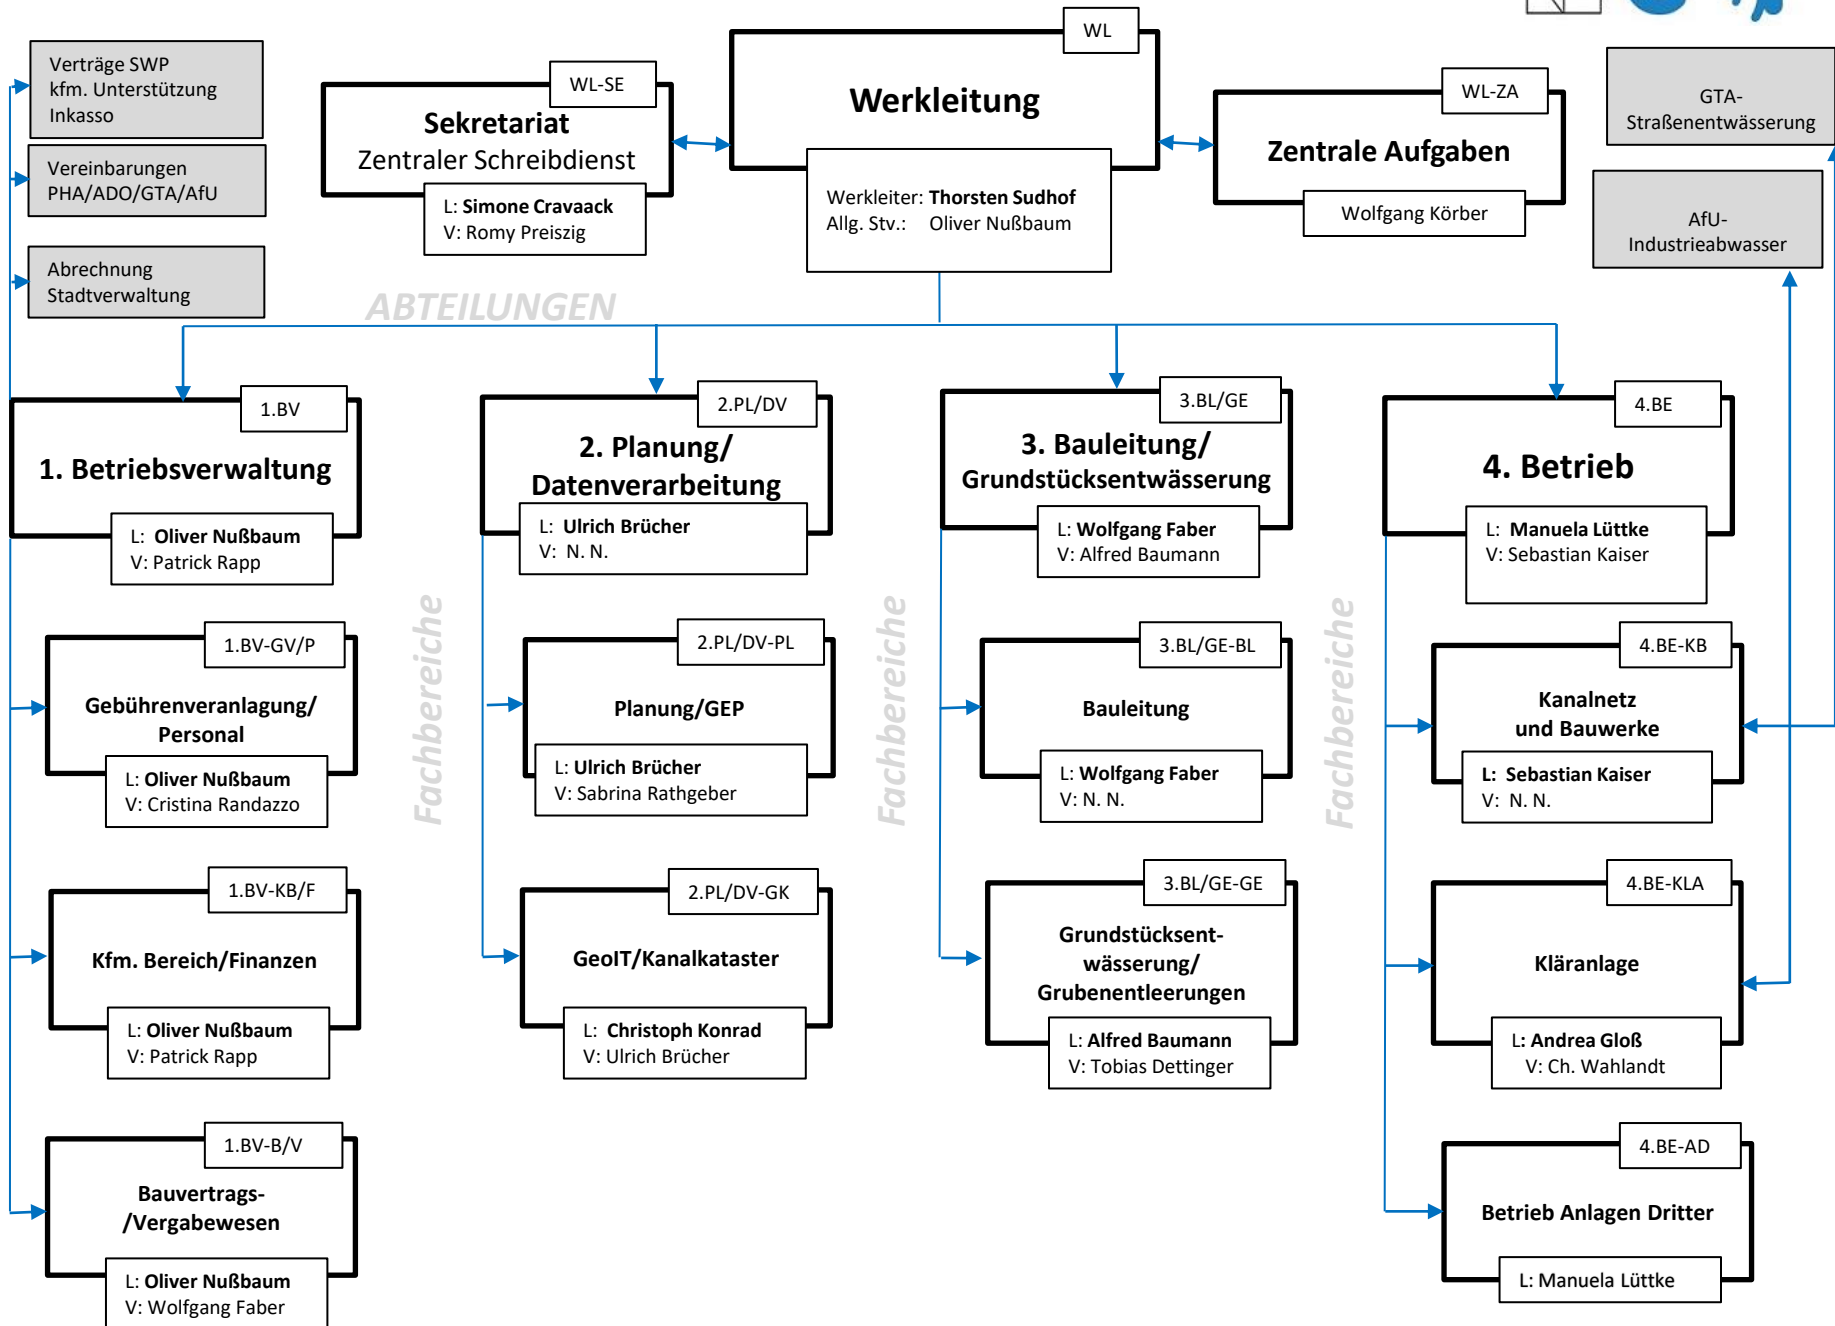 WL
Werkleitung
Werkleiter: Thorsten Sudhof
Allg. Stv.: Oliver Nußbaum
WL-SE
Sekretariat
Zentraler Schreibdienst
L: Simone Cravaack
V: Romy Preiszig
WL-ZA
Zentrale Aufgaben
Wolfgang Körber
Verträge SWP
kfm. Unterstützung
Inkasso
Vereinbarungen
PHA/ADO/GTA/AfU
Abrechnung
Stadtverwaltung
GTA-
Straßenentwässerung
AfU-
Industrieabwasser
ABTEILUNGEN
1.BV
1. Betriebsverwaltung
L: Oliver Nußbaum
V: Patrick Rapp
1.BV-GV/P
Gebührenveranlagung/
Personal
L: Oliver Nußbaum
V: Cristina Randazzo
1.BV-KB/F
Kfm. Bereich/Finanzen
L: Oliver Nußbaum
V: Patrick Rapp
1.BV-B/V
Bauvertrags-
/Vergabewesen
L: Oliver Nußbaum
V: Wolfgang Faber
Fachbereiche
2.PL/DV
2. Planung/
Datenverarbeitung
L: Ulrich Brücher
V: N. N.
2.PL/DV-PL
Planung/GEP
L: Ulrich Brücher
V: Sabrina Rathgeber
2.PL/DV-GK
GeoIT/Kanalkataster
L: Christoph Konrad
V: Ulrich Brücher
Fachbereiche
3.BL/GE
3. Bauleitung/
Grundstücksentwässerung
L: Wolfgang Faber
V: Alfred Baumann
3.BL/GE-BL
Bauleitung
L: Wolfgang Faber
V: N. N.
3.BL/GE-GE
Grundstücksent-
wässerung/
Grubenentleerungen
L: Alfred Baumann
V: Tobias Dettinger
Fachbereiche
4.BE
4. Betrieb
L: Manuela Lüttke
V: Sebastian Kaiser
4.BE-KB
Kanalnetz
und Bauwerke
L: Sebastian Kaiser
V: N. N.
4.BE-KLA
Kläranlage
L: Andrea Gloß
V: Ch. Wahlandt
4.BE-AD
Betrieb Anlagen Dritter
L: Manuela Lüttke